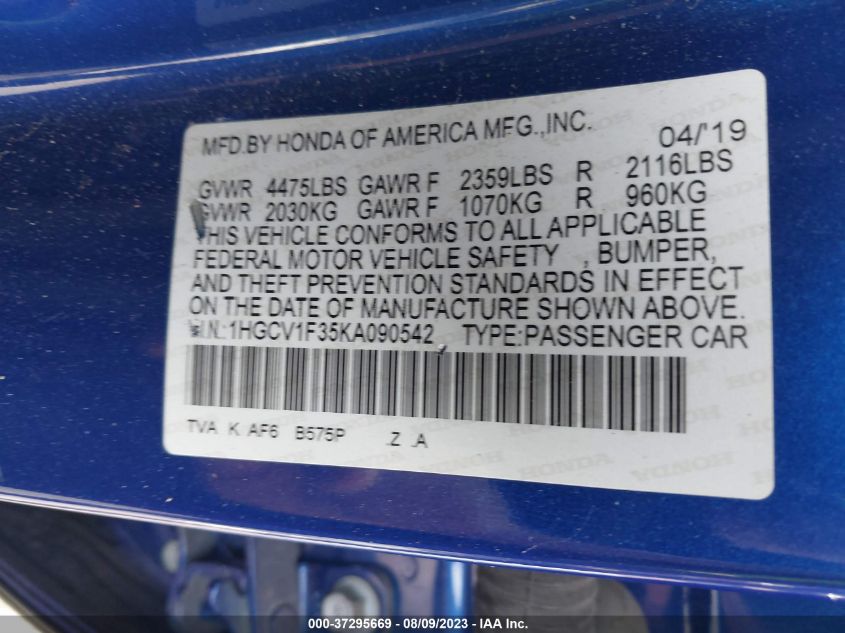 MFD.BY HONDA OF AMERICA MFG.,INC. 04/'19
GVWR 4475LBS GAWR F 2359LBS R 2116LBS
GVWR 2030KG GAWR F 1070KG R 960KG
THIS VEHICLE CONFORMS TO ALL APPLICABLE
FEDERAL MOTOR VEHICLE SAFETY , BUMPER,
AND THEFT PREVENTION STANDARDS IN EFFECT
ON THE DATE OF MANUFACTURE SHOWN ABOVE.
V.I.N.:1HGCV1F35KA090542 TYPE:PASSENGER CAR
TVA K AF6 B575P .Z .A
000-37295669 - 08/09/2023 - IAA Inc.